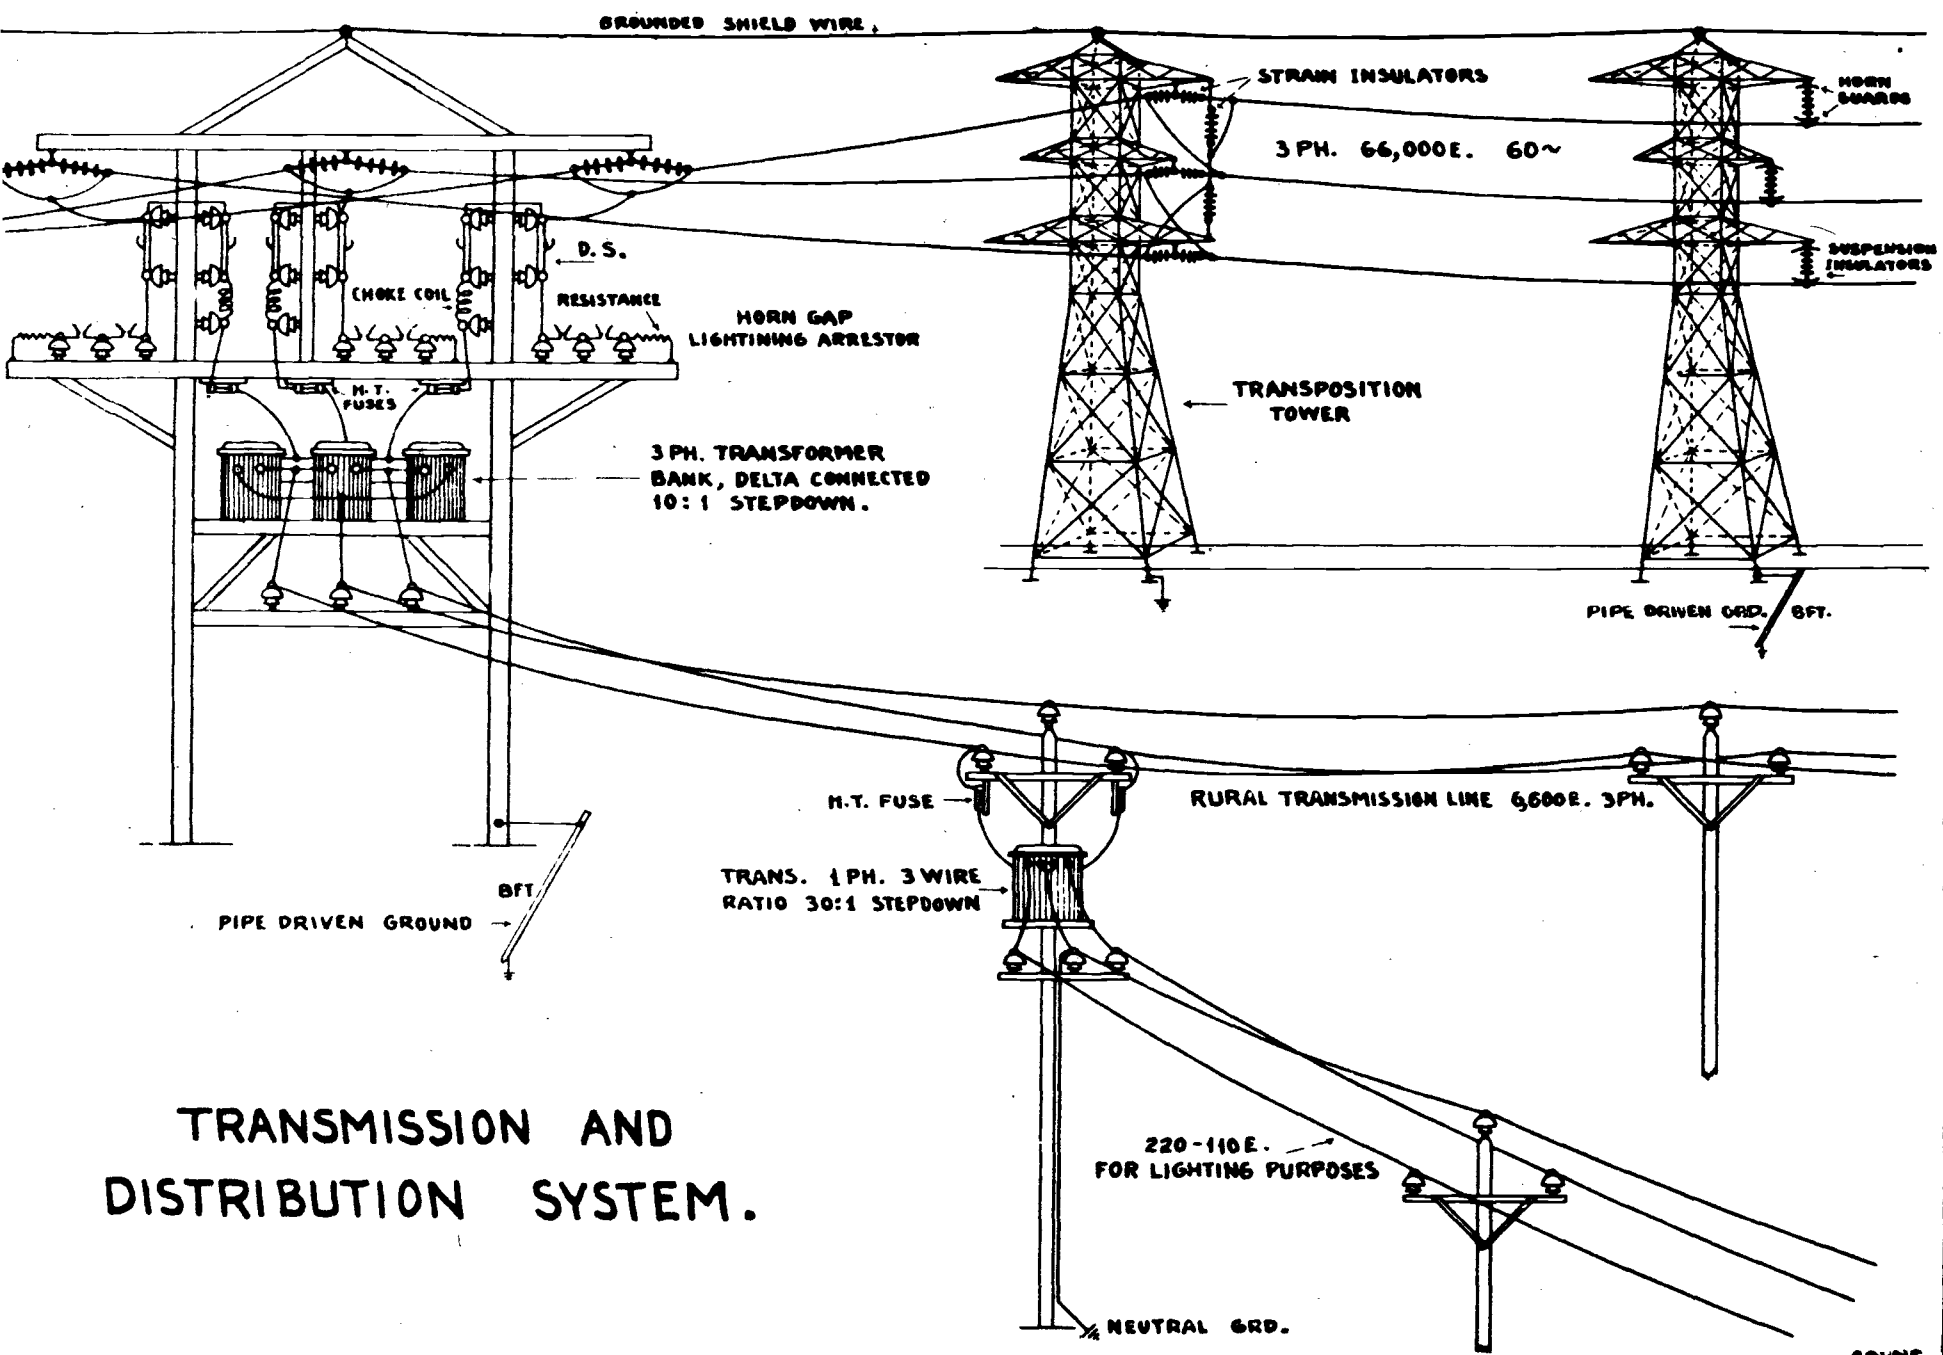 GROUNDED SHIELD WIRE.
STRAIN INSULATORS
HORN
GUARDS
3 PH. 66,000 E. 60~
D.S.
SUSPENSION
INSULATORS
CHOKE COIL
RESISTANCE
HORN GAP
LIGHTINING ARRESTOR
H.T.
FUSES
TRANSPOSITION
TOWER
3 PH. TRANSFORMER
BANK, DELTA CONNECTED
10:1 STEPDOWN.
PIPE DRIVEN GRD. 8FT.
H.T. FUSE
RURAL TRANSMISSION LINE 6,600E. 3PH.
TRANS. 1 PH. 3 WIRE
RATIO 30:1 STEPDOWN
8FT
PIPE DRIVEN GROUND
TRANSMISSION AND
DISTRIBUTION SYSTEM.
220-110E.
FOR LIGHTING PURPOSES
NEUTRAL GRD.